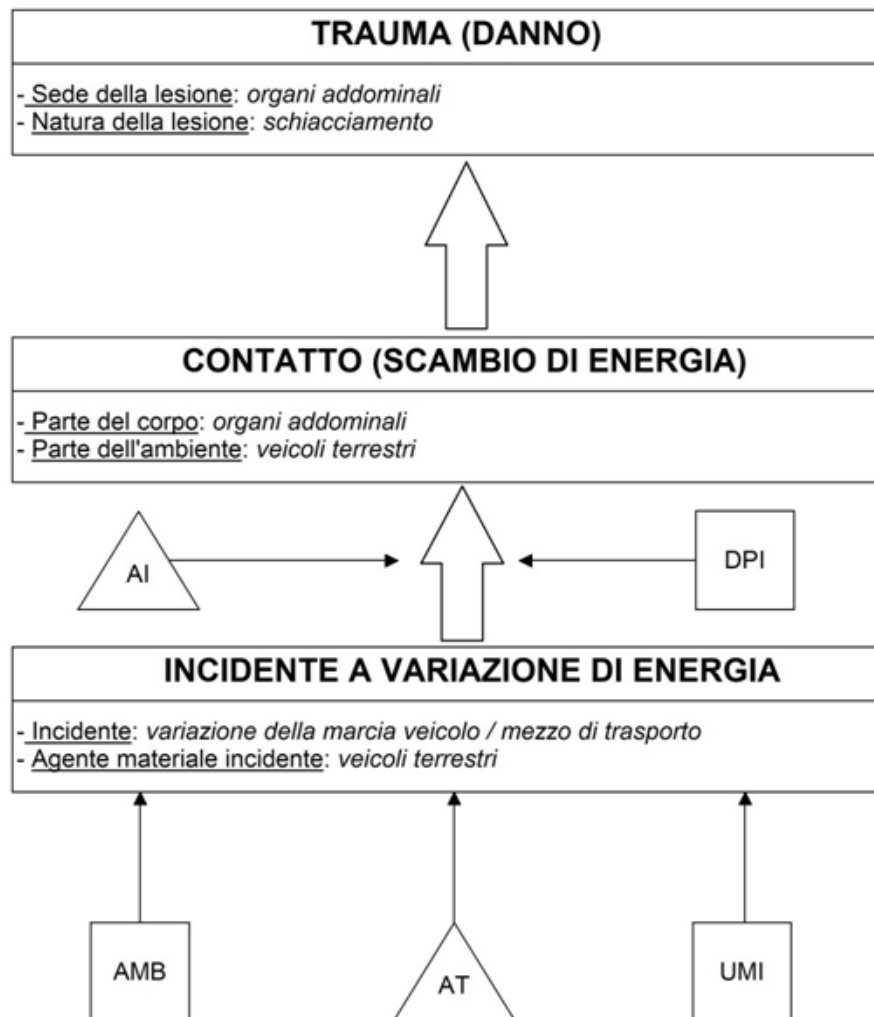 TRAUMA (DANNO)
- Sede della lesione: organi addominali
- Natura della lesione: schiacciamento
CONTATTO (SCAMBIO DI ENERGIA)
- Parte del corpo: organi addominali
- Parte dell'ambiente: veicoli terrestri
AI
DPI
INCIDENTE A VARIAZIONE DI ENERGIA
- Incidente: variazione della marcia veicolo / mezzo di trasporto
- Agente materiale incidente: veicoli terrestri
AMB
AT
UMI